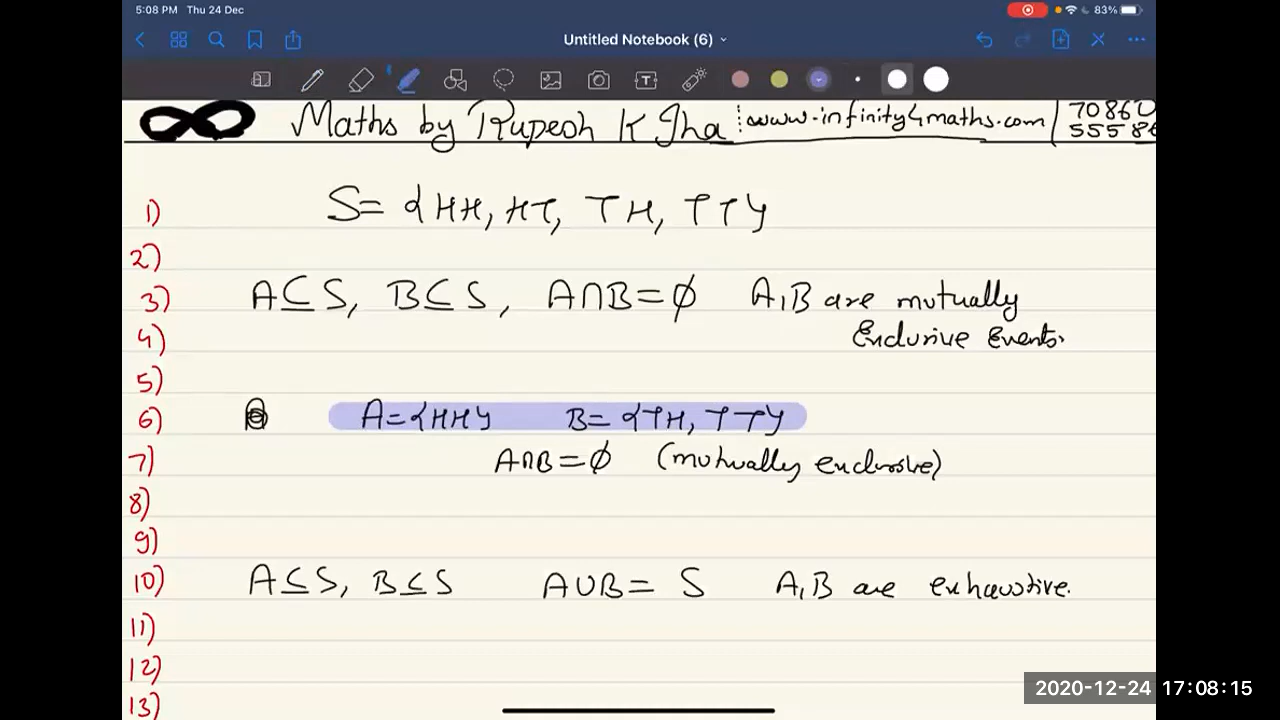 5:08 PM Thu 24 Dec 83%
Untitled Notebook (6)
Maths by Rupesh K Jha www.infinity4maths.com 70860
5558
1) S= {HH, HT, TH, TT}
2)
3) A⊆S, B⊆S, A∩B=ϕ A,B are mutually
4) Exclusive Events.
5)
6) A={HH} B= {TH, TT}
7) A∩B=ϕ (mutually exclusive)
8)
9)
10) A⊆S, B⊆S A∪B= S A,B are exhaustive.
11)
12)
13)
2020-12-24 17:08:15